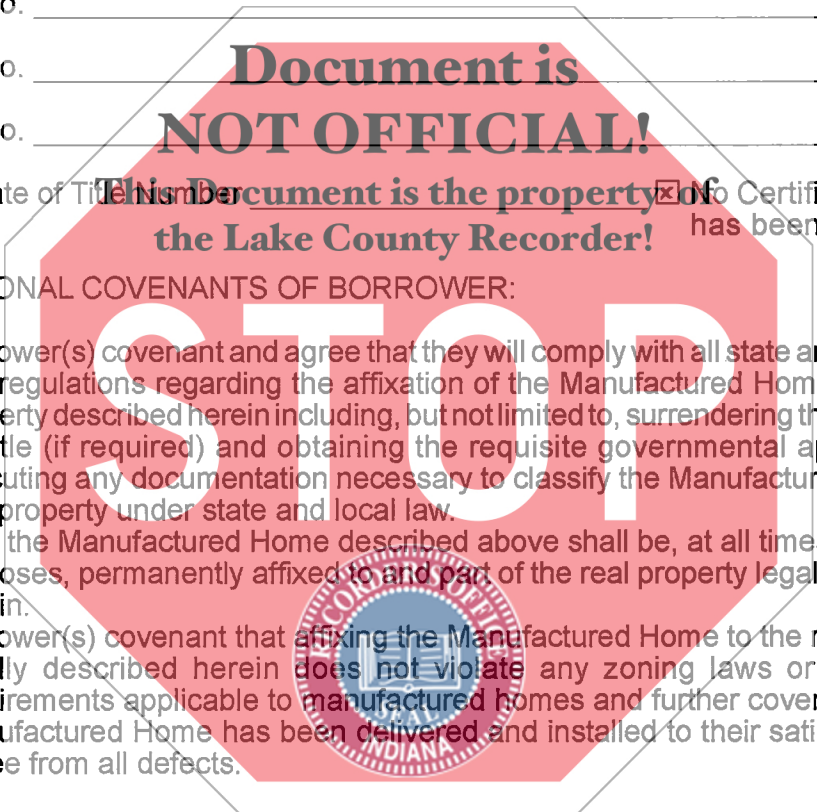 o.
Document is
o.
NOT OFFICIAL!
o.
te of Title Number This Document is the property of ☒ No Certifi
the Lake County Recorder! has been
ONAL COVENANTS OF BORROWER:
STOP
ower(s) covenant and agree that they will comply with all state a
regulations regarding the affixation of the Manufactured Hom
erty described herein including, but not limited to, surrendering th
tle (if required) and obtaining the requisite governmental a
uting any documentation necessary to classify the Manufactur
property under state and local law.
the Manufactured Home described above shall be, at all time
oses, permanently affixed to and part of the real property legal
in.
ower(s) covenant that affixing the Manufactured Home to the
lly described herein does not violate any zoning laws or
irements applicable to manufactured homes and further cove
ufactured Home has been delivered and installed to their sati
ee from all defects.
RECORDER'S OFFICE
SEAL
INDIANA